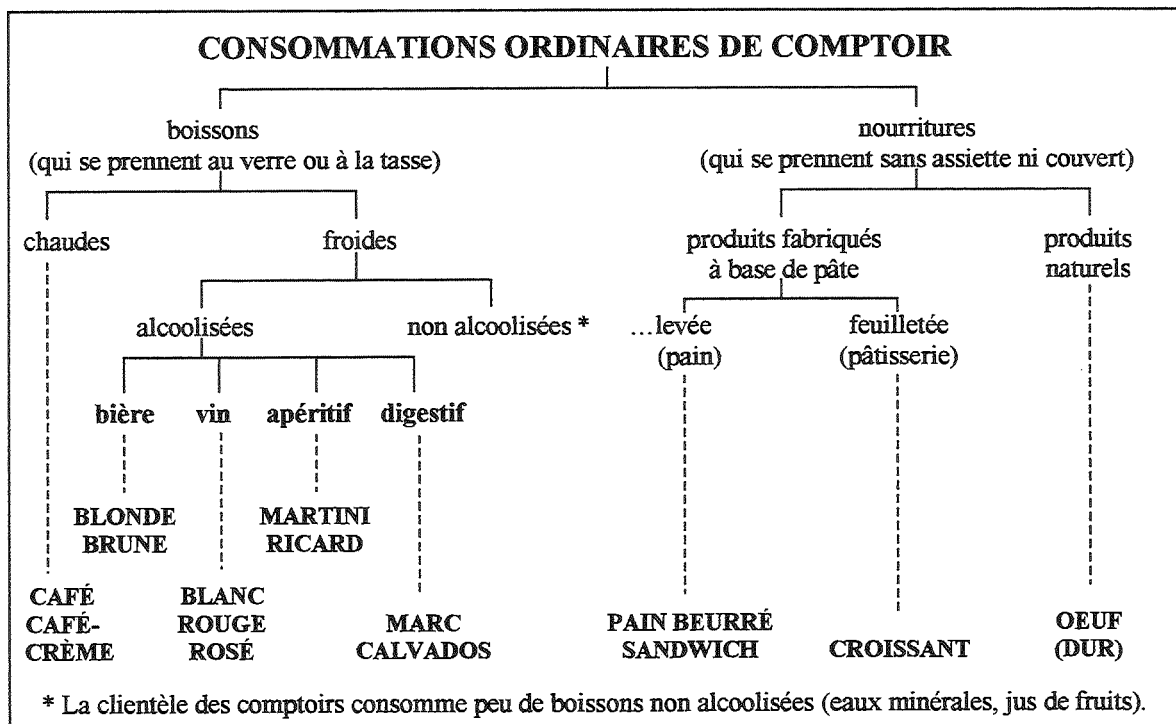 CONSOMMATIONS ORDINAIRES DE COMPTOIR
boissons
(qui se prennent au verre ou à la tasse)
nourritures
(qui se prennent sans assiette ni couvert)
chaudes
froides
produits fabriqués
à base de pâte
produits
naturels
alcoolisées
non alcoolisées *
...levée
(pain)
feuilletée
(pâtisserie)
bière
vin
apéritif
digestif
BLONDE
BRUNE
MARTINI
RICARD
CAFÉ
CAFÉ-
CRÈME
BLANC
ROUGE
ROSÉ
MARC
CALVADOS
PAIN BEURRÉ
SANDWICH
CROISSANT
OEUF
(DUR)
* La clientèle des comptoirs consomme peu de boissons non alcoolisées (eaux minérales, jus de fruits).